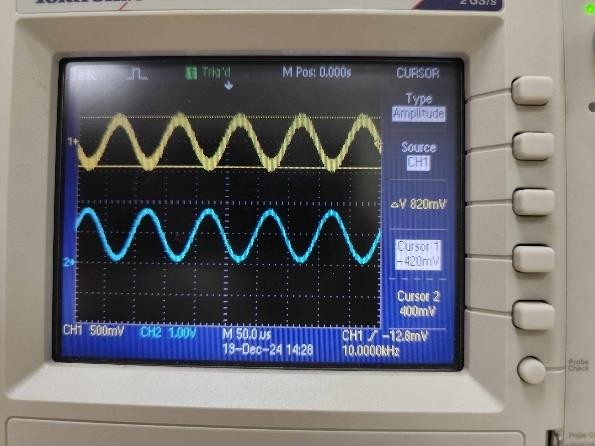 2 GS/s
Tek Trig'd M Pos: 0.000s CURSOR
Type
Amplitude
Source
CH1
△V 820mV
Cursor 1
-420mV
Cursor 2
400mV
1+
2+
CH1 500mV CH2 1.00V M 50.0us CH1 -12.8mV
19-Dec-24 14:28 10.0000kHz
Probe
Check